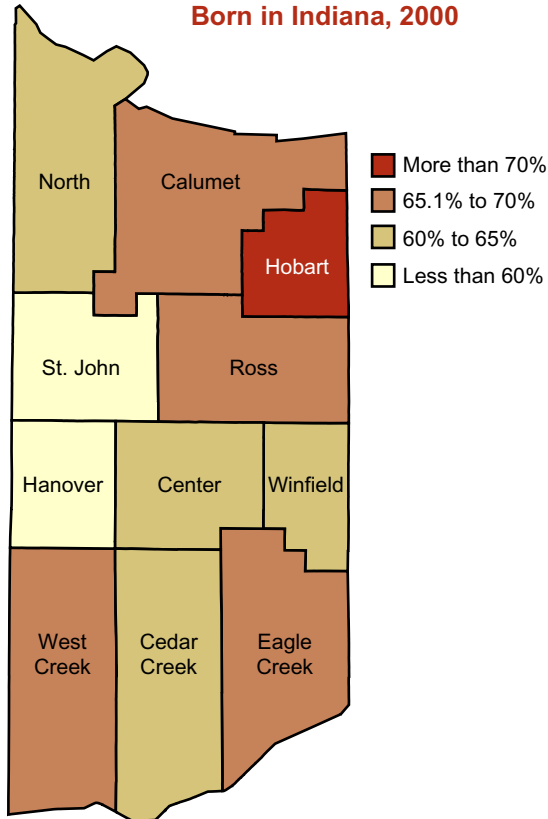 Born in Indiana, 2000
More than 70%
65.1% to 70%
60% to 65%
Less than 60%
North
Calumet
Hobart
St. John
Ross
Hanover
Center
Winfield
West
Creek
Cedar
Creek
Eagle
Creek